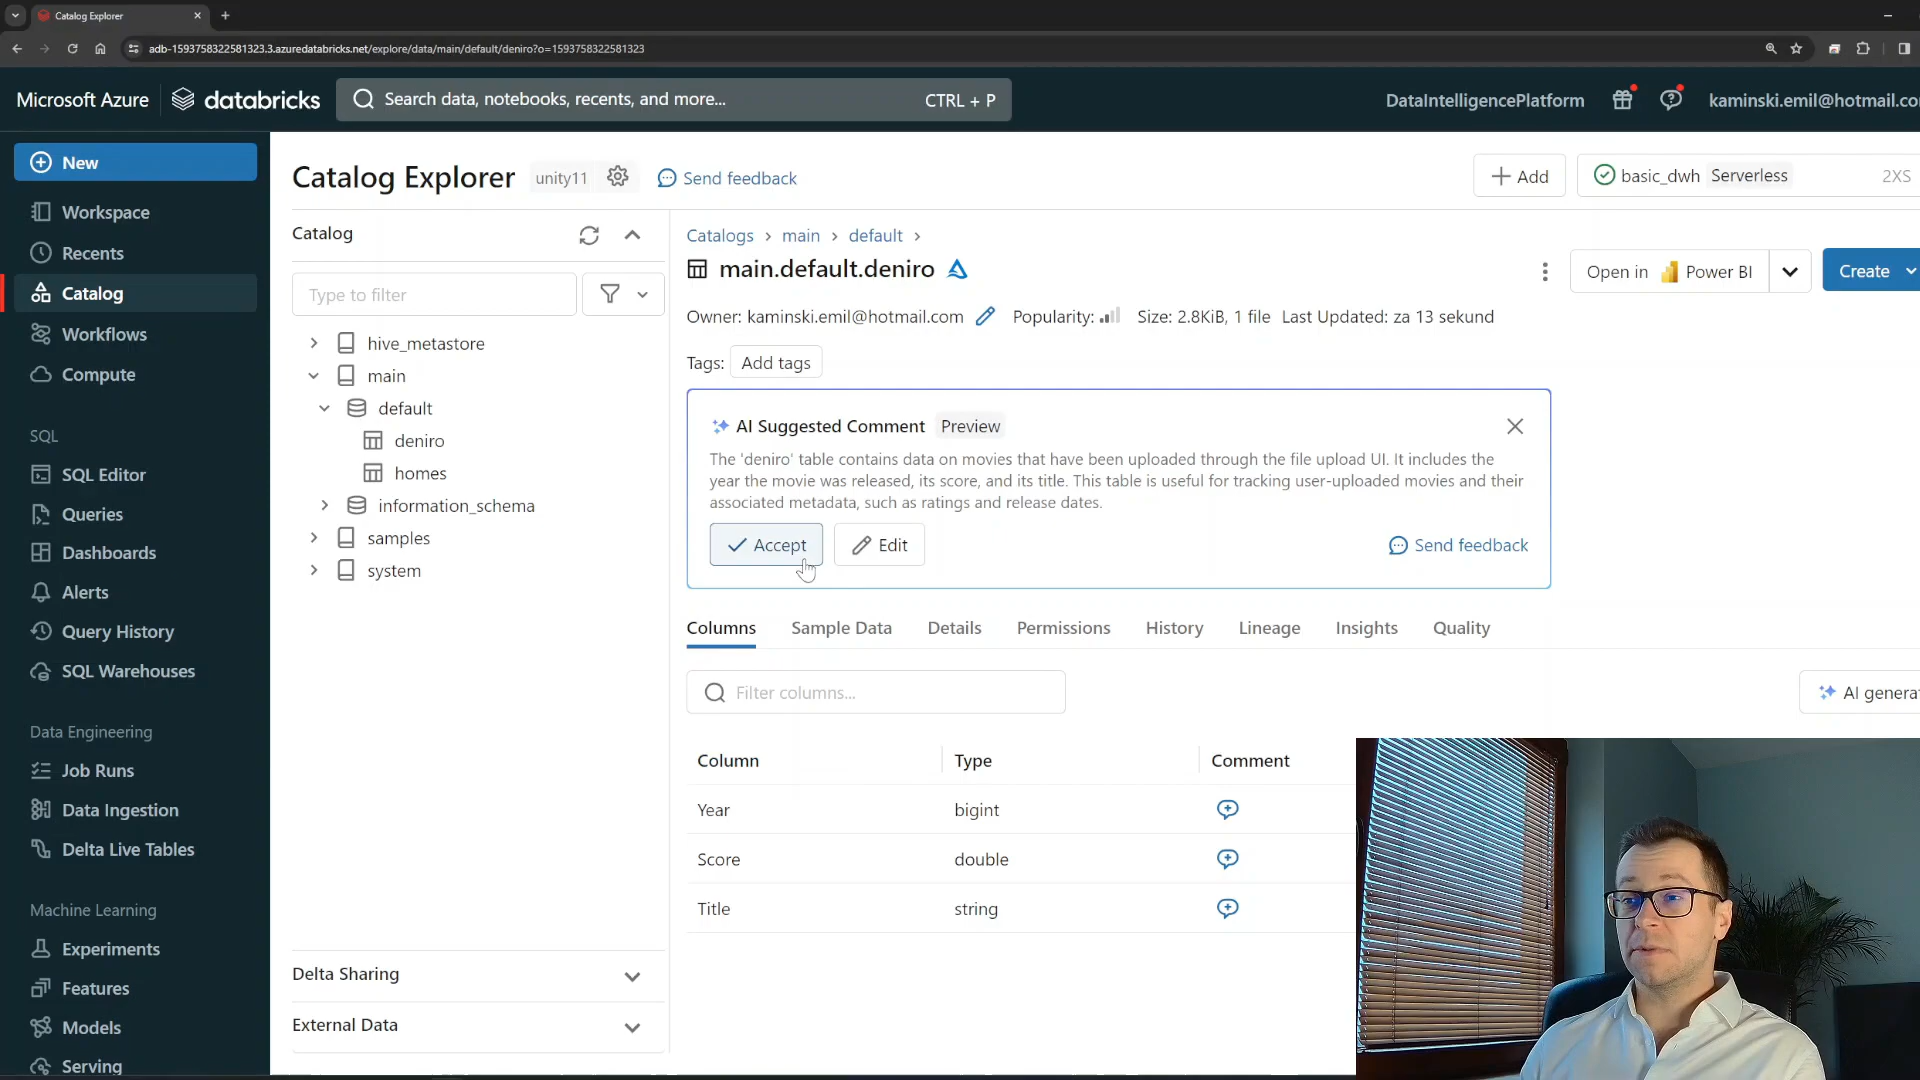 Catalog Explorer
adb-1593758322581323.3.azuredatabricks.net/explore/data/main/default/deniro?o=1593758322581323
Microsoft Azure databricks
Search data, notebooks, recents, and more... CTRL + P
DataIntelligencePlatform
kaminski.emil@hotmail.co
New
Workspace
Recents
Catalog
Workflows
Compute
SQL
SQL Editor
Queries
Dashboards
Alerts
Query History
SQL Warehouses
Data Engineering
Job Runs
Data Ingestion
Delta Live Tables
Machine Learning
Experiments
Features
Models
Serving
Catalog Explorer unity11 Send feedback
Add
basic_dwh Serverless 2XS
Catalog
Type to filter
hive_metastore
main
default
deniro
homes
information_schema
samples
system
Delta Sharing
External Data
Catalogs › main › default ›
main.default.deniro
Open in Power BI
Create
Owner: kaminski.emil@hotmail.com Popularity: Size: 2.8KiB, 1 file Last Updated: za 13 sekund
Tags: Add tags
AI Suggested Comment Preview
The 'deniro' table contains data on movies that have been uploaded through the file upload UI. It includes the
year the movie was released, its score, and its title. This table is useful for tracking user-uploaded movies and their
associated metadata, such as ratings and release dates.
Accept Edit Send feedback
Columns Sample Data Details Permissions History Lineage Insights Quality
Filter columns...
AI generat
Column Type Comment
Year bigint
Score double
Title string